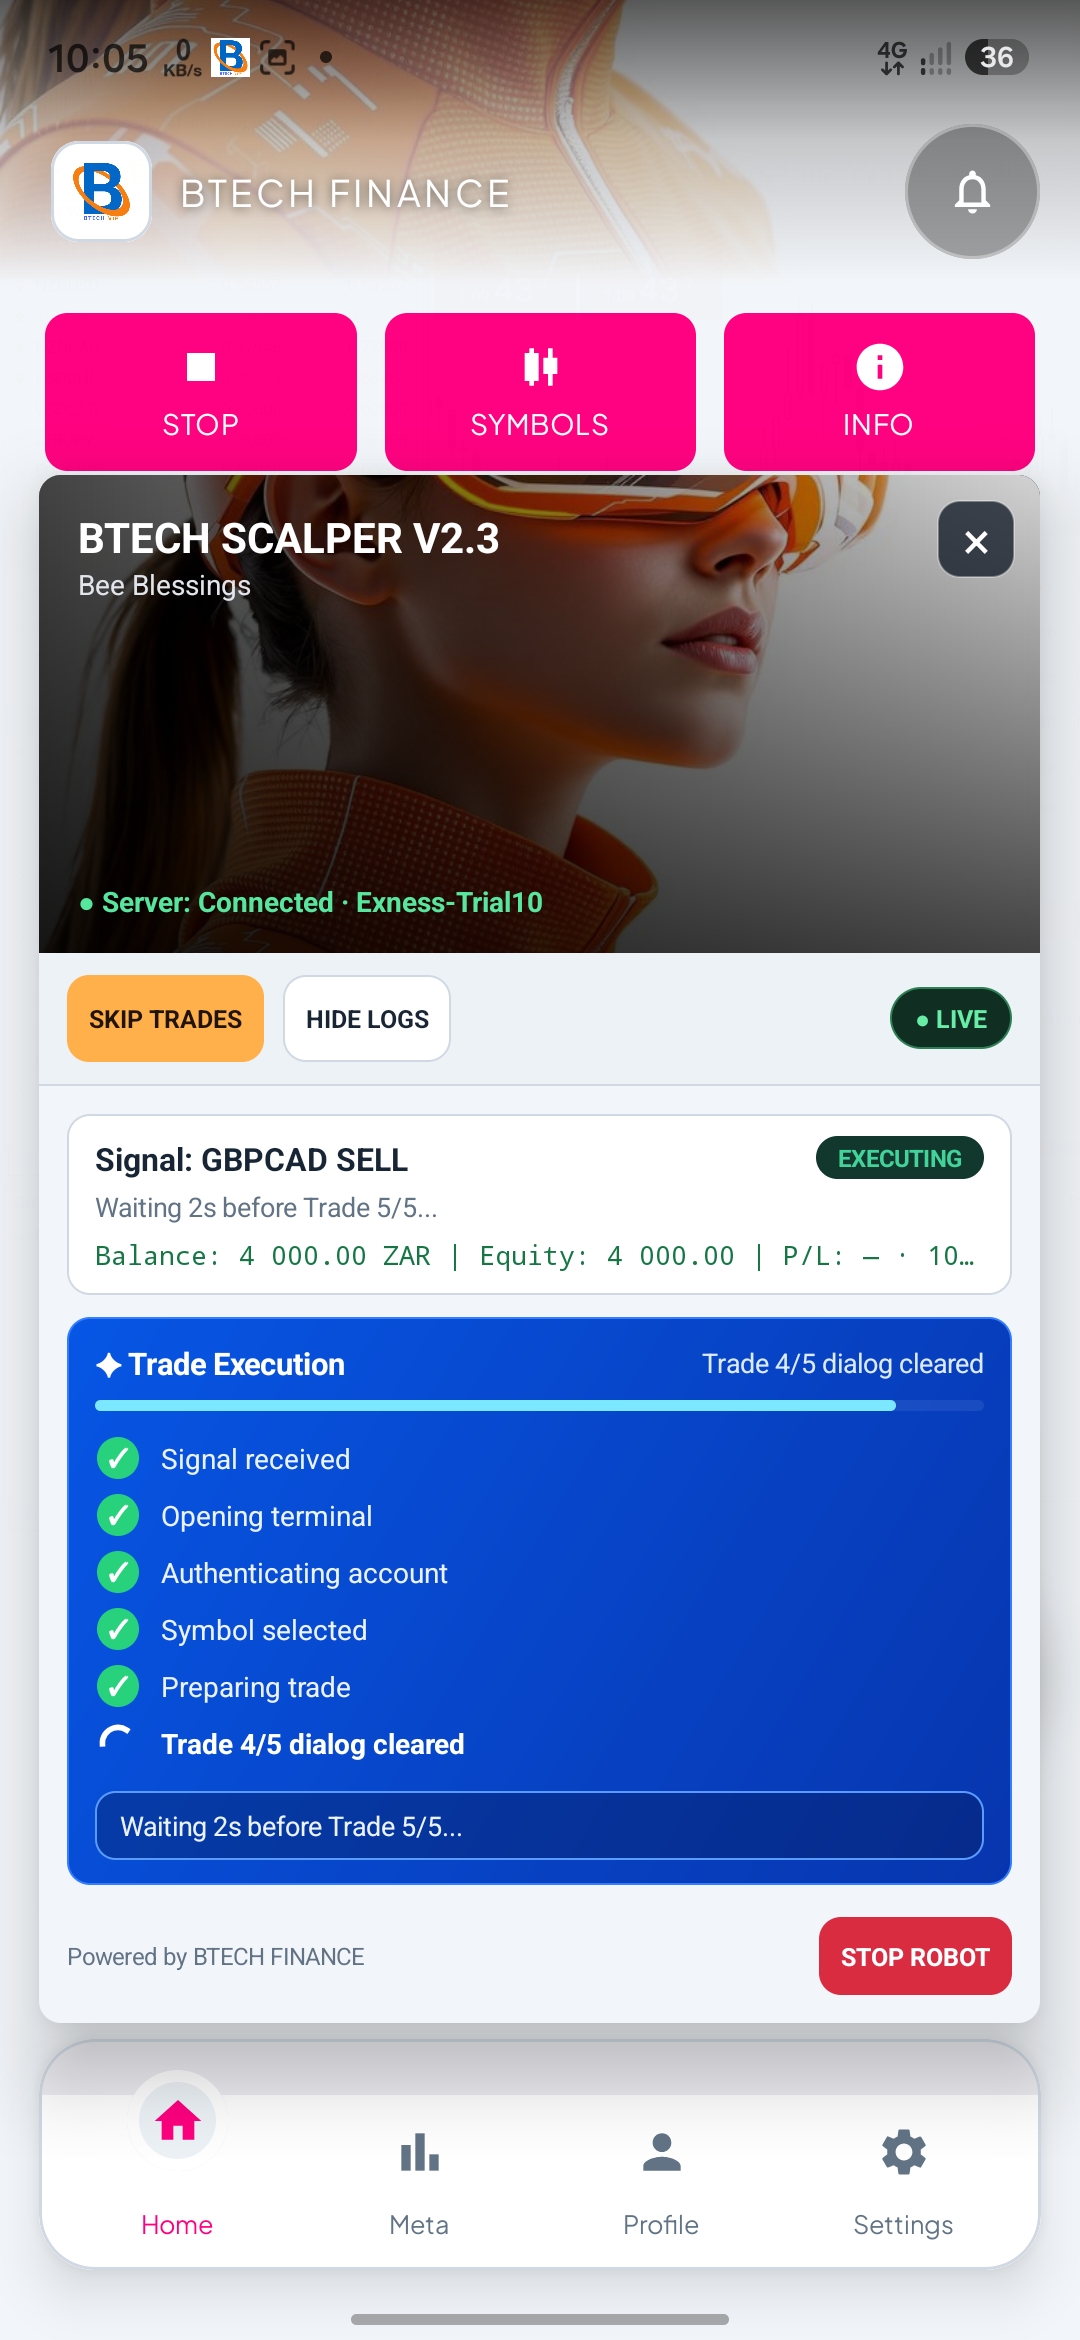 10:05 0 KB/s 4G 36
BTECH FINANCE
STOP SYMBOLS INFO
BTECH SCALPER V2.3
Bee Blessings
● Server: Connected · Exness-Trial10
SKIP TRADES HIDE LOGS ● LIVE
Signal: GBPCAD SELL EXECUTING
Waiting 2s before Trade 5/5...
Balance: 4 000.00 ZAR | Equity: 4 000.00 | P/L: — · 10…
✦ Trade Execution Trade 4/5 dialog cleared
✓ Signal received
✓ Opening terminal
✓ Authenticating account
✓ Symbol selected
✓ Preparing trade
Trade 4/5 dialog cleared
Waiting 2s before Trade 5/5...
Powered by BTECH FINANCE STOP ROBOT
Home Meta Profile Settings